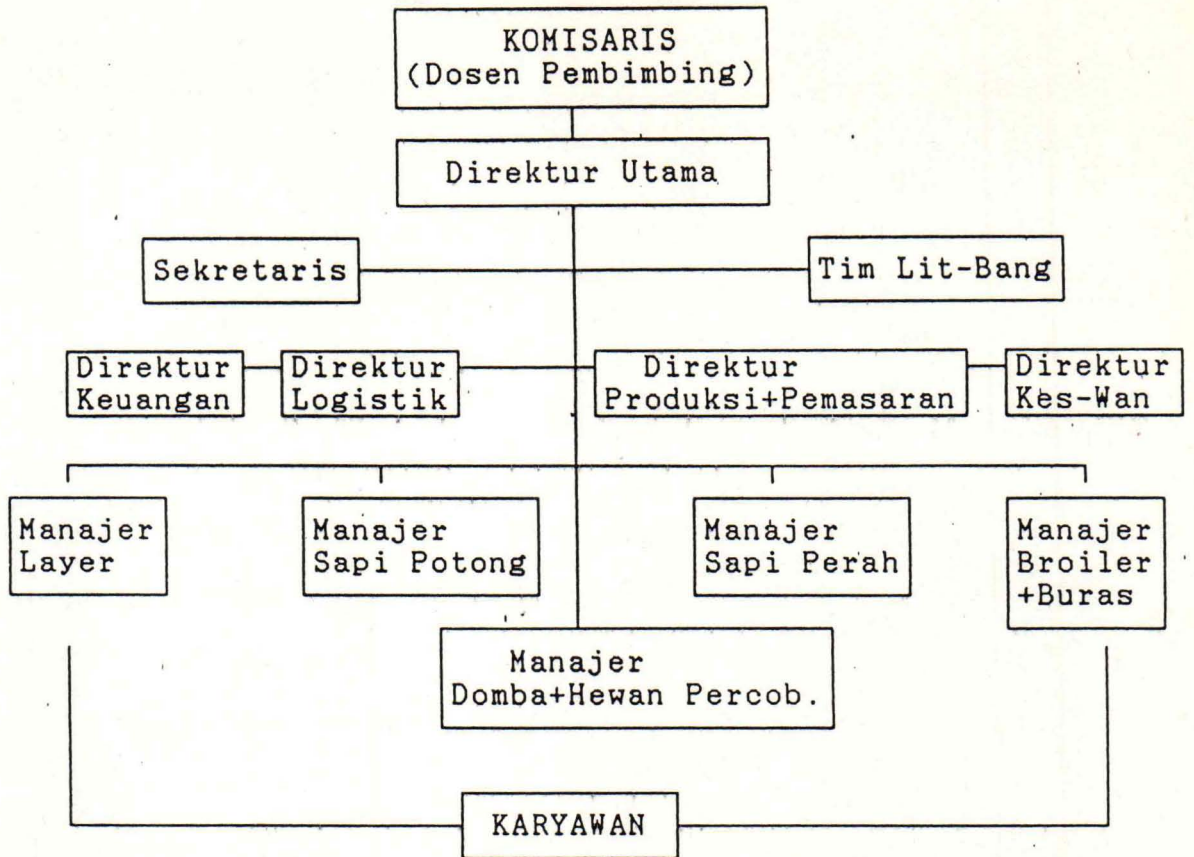 KOMISARIS
(Dosen Pembimbing)
Direktur Utama
Sekretaris
Tim Lit-Bang
Direktur
Keuangan
Direktur
Logistik
Direktur
Produksi+Pemasaran
Direktur
Kes-Wan
Manajer
Layer
Manajer
Sapi Potong
Manajer
Sapi Perah
Manajer
Broiler
+Buras
Manajer
Domba+Hewan Percob.
KARYAWAN